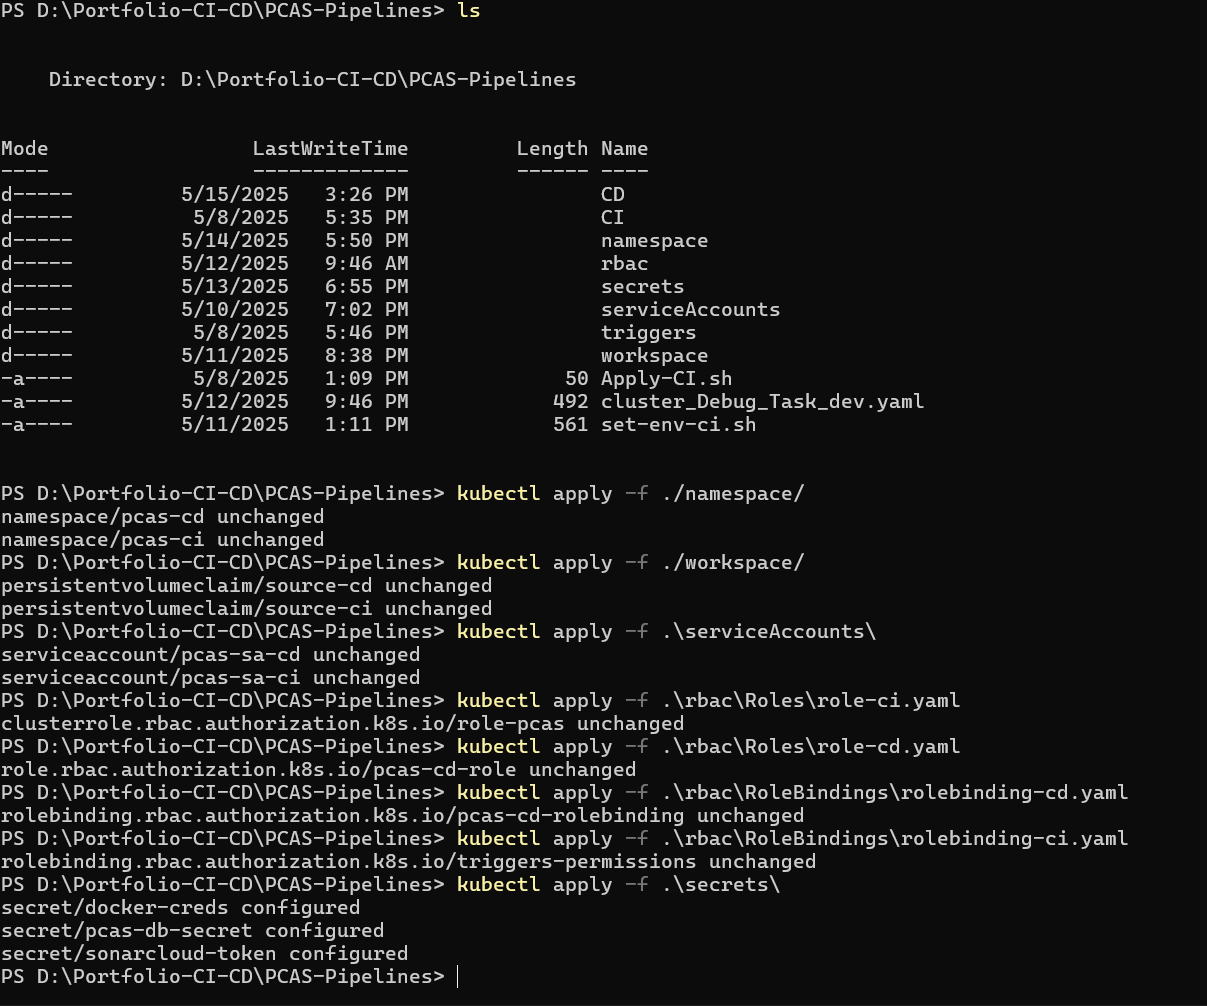 PS D:\Portfolio-CI-CD\PCAS-Pipelines> ls
Directory: D:\Portfolio-CI-CD\PCAS-Pipelines
Mode LastWriteTime Length Name
---- ------------- ------ ----
d----- 5/15/2025 3:26 PM CD
d----- 5/8/2025 5:35 PM CI
d----- 5/14/2025 5:50 PM namespace
d----- 5/12/2025 9:46 AM rbac
d----- 5/13/2025 6:55 PM secrets
d----- 5/10/2025 7:02 PM serviceAccounts
d----- 5/8/2025 5:46 PM triggers
d----- 5/11/2025 8:38 PM workspace
-a---- 5/8/2025 1:09 PM 50 Apply-CI.sh
-a---- 5/12/2025 9:46 PM 492 cluster_Debug_Task_dev.yaml
-a---- 5/11/2025 1:11 PM 561 set-env-ci.sh
PS D:\Portfolio-CI-CD\PCAS-Pipelines> kubectl apply -f ./namespace/
namespace/pcas-cd unchanged
namespace/pcas-ci unchanged
PS D:\Portfolio-CI-CD\PCAS-Pipelines> kubectl apply -f ./workspace/
persistentvolumeclaim/source-cd unchanged
persistentvolumeclaim/source-ci unchanged
PS D:\Portfolio-CI-CD\PCAS-Pipelines> kubectl apply -f .\serviceAccounts\
serviceaccount/pcas-sa-cd unchanged
serviceaccount/pcas-sa-ci unchanged
PS D:\Portfolio-CI-CD\PCAS-Pipelines> kubectl apply -f .\rbac\Roles\role-ci.yaml
clusterrole.rbac.authorization.k8s.io/role-pcas unchanged
PS D:\Portfolio-CI-CD\PCAS-Pipelines> kubectl apply -f .\rbac\Roles\role-cd.yaml
role.rbac.authorization.k8s.io/pcas-cd-role unchanged
PS D:\Portfolio-CI-CD\PCAS-Pipelines> kubectl apply -f .\rbac\RoleBindings\rolebinding-cd.yaml
rolebinding.rbac.authorization.k8s.io/pcas-cd-rolebinding unchanged
PS D:\Portfolio-CI-CD\PCAS-Pipelines> kubectl apply -f .\rbac\RoleBindings\rolebinding-ci.yaml
rolebinding.rbac.authorization.k8s.io/triggers-permissions unchanged
PS D:\Portfolio-CI-CD\PCAS-Pipelines> kubectl apply -f .\secrets\
secret/docker-creds configured
secret/pcas-db-secret configured
secret/sonarcloud-token configured
PS D:\Portfolio-CI-CD\PCAS-Pipelines>